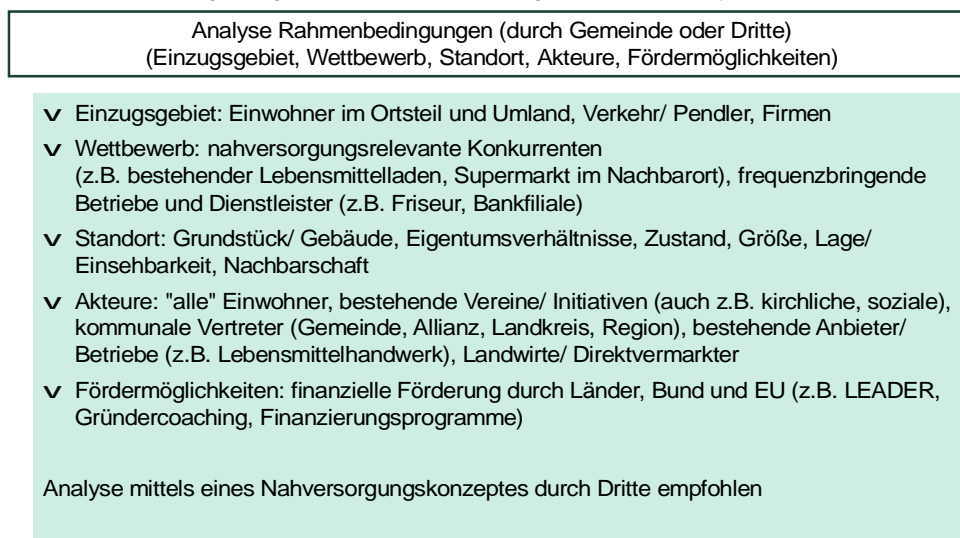 Analyse Rahmenbedingungen (durch Gemeinde oder Dritte)
(Einzugsgebiet, Wettbewerb, Standort, Akteure, Fördermöglichkeiten)
v Einzugsgebiet: Einwohner im Ortsteil und Umland, Verkehr/ Pendler, Firmen
v Wettbewerb: nahversorgungsrelevante Konkurrenten
(z.B. bestehender Lebensmittelladen, Supermarkt im Nachbarort), frequenzbringende
Betriebe und Dienstleister (z.B. Friseur, Bankfiliale)
v Standort: Grundstück/ Gebäude, Eigentumsverhältnisse, Zustand, Größe, Lage/
Einsehbarkeit, Nachbarschaft
v Akteure: "alle" Einwohner, bestehende Vereine/ Initiativen (auch z.B. kirchliche, soziale),
kommunale Vertreter (Gemeinde, Allianz, Landkreis, Region), bestehende Anbieter/
Betriebe (z.B. Lebensmittelhandwerk), Landwirte/ Direktvermarkter
v Fördermöglichkeiten: finanzielle Förderung durch Länder, Bund und EU (z.B. LEADER,
Gründercoaching, Finanzierungsprogramme)
Analyse mittels eines Nahversorgungskonzeptes durch Dritte empfohlen